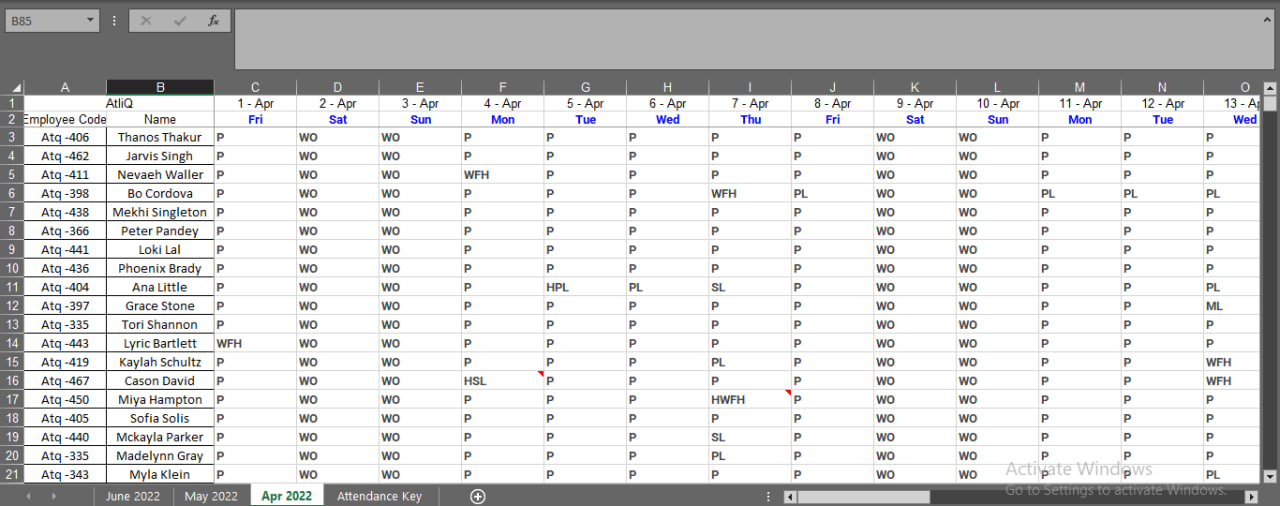 B85 fx
A B C D E F G H I J K L M N O
1 AtliQ 1 - Apr 2 - Apr 3 - Apr 4 - Apr 5 - Apr 6 - Apr 7 - Apr 8 - Apr 9 - Apr 10 - Apr 11 - Apr 12 - Apr 13 - Ap
2 Employee Code Name Fri Sat Sun Mon Tue Wed Thu Fri Sat Sun Mon Tue Wed
3 Atq -406 Thanos Thakur P WO WO P P P P P WO WO P P P
4 Atq -462 Jarvis Singh P WO WO P P P P P WO WO P P P
5 Atq -411 Nevaeh Waller P WO WO WFH P P P P WO WO P P P
6 Atq -398 Bo Cordova P WO WO P P P WFH PL WO WO PL PL PL
7 Atq -438 Mekhi Singleton P WO WO P P P P P WO WO P P P
8 Atq -366 Peter Pandey P WO WO P P P P P WO WO P P P
9 Atq -441 Loki Lal P WO WO P P P P P WO WO P P P
10 Atq -436 Phoenix Brady P WO WO P P P P P WO WO P P P
11 Atq -404 Ana Little P WO WO P HPL PL SL P WO WO P P PL
12 Atq -397 Grace Stone P WO WO P P P P P WO WO P P ML
13 Atq -335 Tori Shannon P WO WO P P P P P WO WO P P P
14 Atq -443 Lyric Bartlett WFH WO WO P P P P P WO WO P P P
15 Atq -419 Kaylah Schultz P WO WO P P P PL P WO WO P P WFH
16 Atq -467 Cason David P WO WO HSL P P P P WO WO P P WFH
17 Atq -450 Miya Hampton P WO WO P P P HWFH P WO WO P P P
18 Atq -405 Sofia Solis P WO WO P P P P P WO WO P P P
19 Atq -440 Mckayla Parker P WO WO P P P SL P WO WO P P P
20 Atq -335 Madelynn Gray P WO WO P P P PL P WO WO P P P
21 Atq -343 Myla Klein P WO WO P P P P P WO WO P P PL
Activate Windows
Go to Settings to activate Windows.
June 2022 May 2022 Apr 2022 Attendance Key